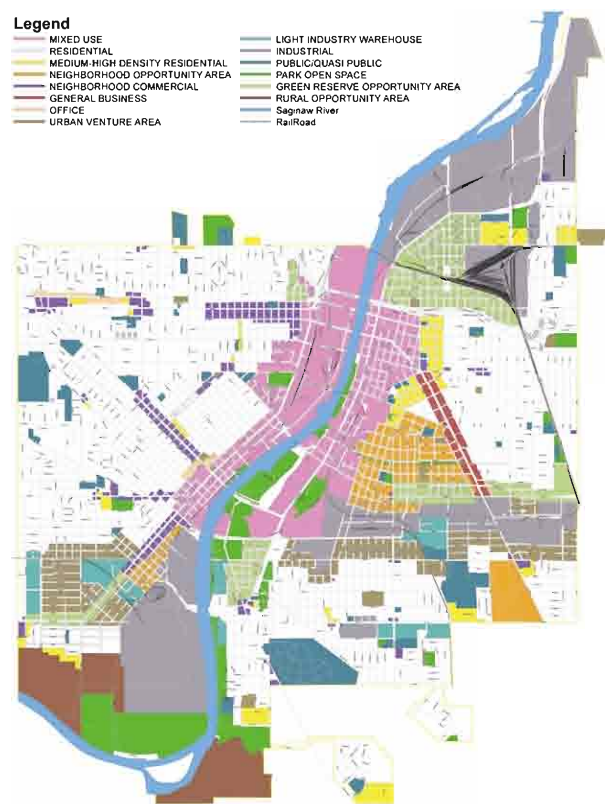 Legend
MIXED USE
RESIDENTIAL
MEDIUM-HIGH DENSITY RESIDENTIAL
NEIGHBORHOOD OPPORTUNITY AREA
NEIGHBORHOOD COMMERCIAL
GENERAL BUSINESS
OFFICE
URBAN VENTURE AREA
LIGHT INDUSTRY WAREHOUSE
INDUSTRIAL
PUBLIC/QUASI PUBLIC
PARK OPEN SPACE
GREEN RESERVE OPPORTUNITY AREA
RURAL OPPORTUNITY AREA
Saginaw River
RailRoad